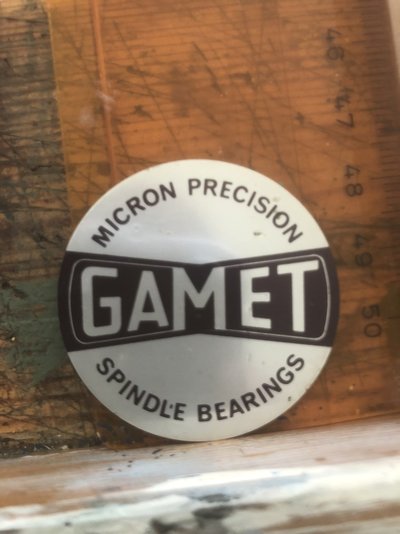 MICRON PRECISION
GAMET
SPINDLE BEARINGS
46
47
48
49
50